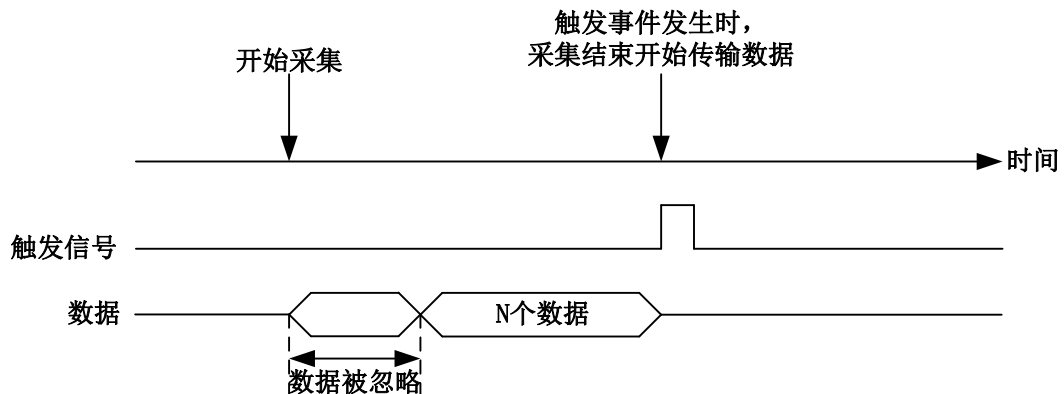 触发事件发生时，
采集结束开始传输数据
开始采集
时间
触发信号
数据
N个数据
数据被忽略